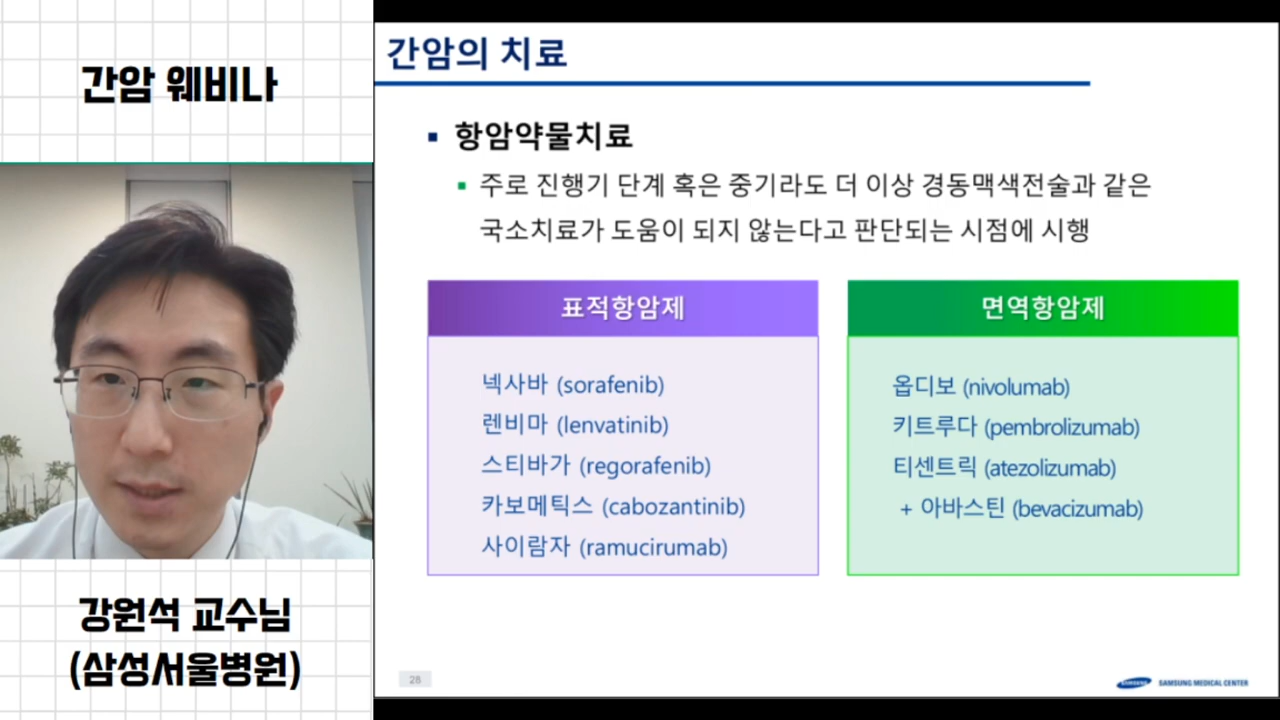 간암 웨비나
강원석 교수님
(삼성서울병원)
간암의 치료
항암약물치료
주로 진행기 단계 혹은 중기라도 더 이상 경동맥색전술과 같은
국소치료가 도움이 되지 않는다고 판단되는 시점에 시행
표적항암제
넥사바 (sorafenib)
렌비마 (lenvatinib)
스티바가 (regorafenib)
카보메틱스 (cabozantinib)
사이람자 (ramucirumab)
면역항암제
옵디보 (nivolumab)
키트루다 (pembrolizumab)
티센트릭 (atezolizumab)
+ 아바스틴 (bevacizumab)
28
SAMSUNG SAMSUNG MEDICAL CENTER